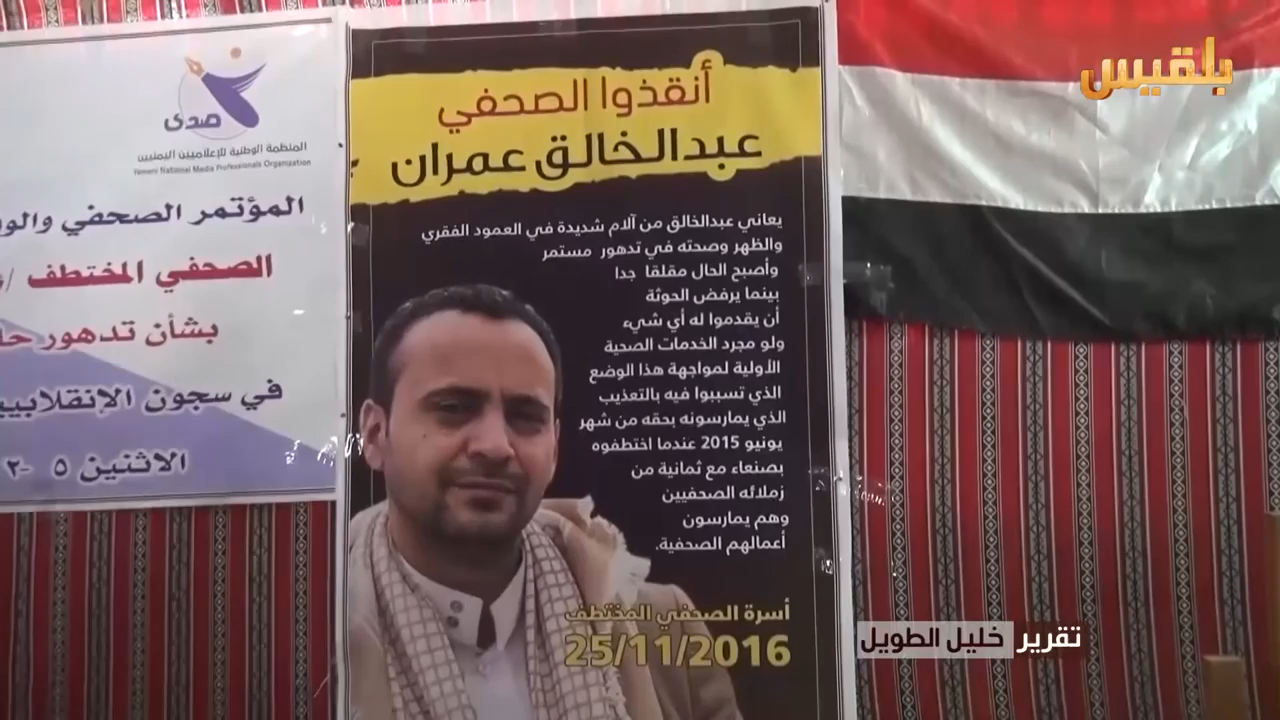 بلقيس
صدى
المنظمة الوطنية للإعلاميين اليمنيين
Yemeni National Media Professionals Organization
المؤتمر الصحفي
الصحفي المختطف /
بشأن تدهور
في سجون
الاثنين ٥
أنقذوا الصحفي
عبدالخالق عمران
يعاني عبدالخالق من آلام شديدة في العمود الفقري
والظهر وصحته في تدهور مستمر
وأصبح الحال مقلقا جدا
بينما يرفض الحوثة
أن يقدموا له أي شيء
ولو مجرد الخدمات الصحية
الأولية لمواجهة هذا الوضع
الذي تسببوا فيه بالتعذيب
الذي يمارسونه بحقه من شهر
يونيو 2015 عندما اختطفوه
بصنعاء مع ثمانية من
زملائه الصحفيين
وهم يمارسون
أعمالهم الصحفية.
أسرة الصحفي المختطف
25/11/2016
تقرير خليل الطويل